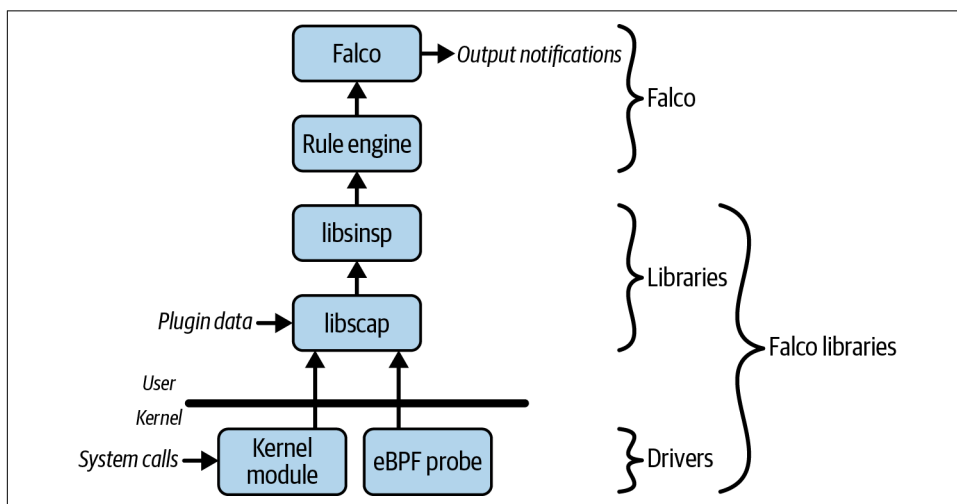 Falco
Output notifications
Falco
Rule engine
libsinsp
Libraries
Plugin data
libscap
Falco libraries
User
Kernel
System calls
Kernel
module
eBPF probe
Drivers